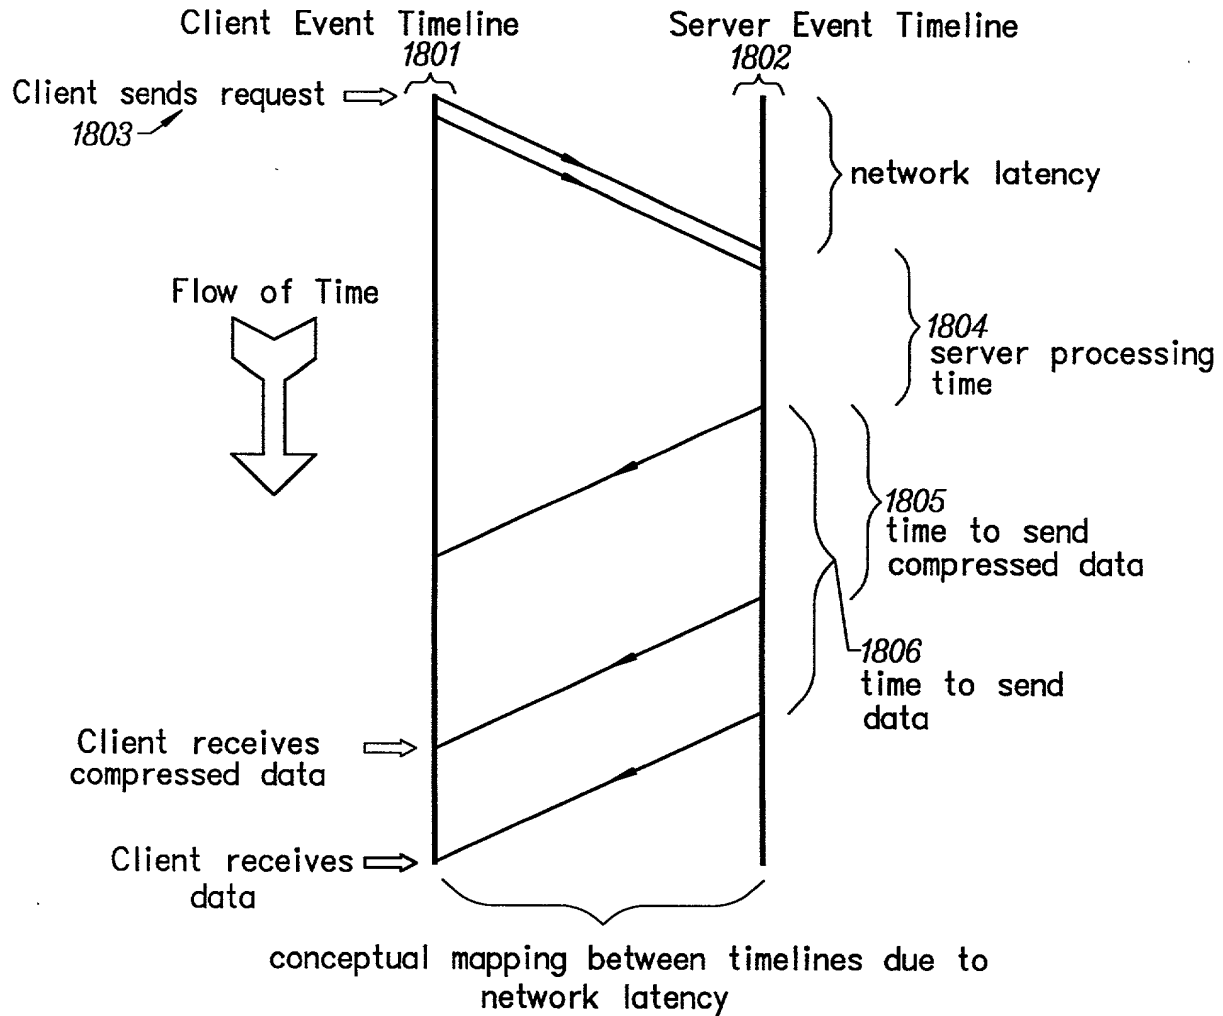 Client Event Timeline
1801
Server Event Timeline
1802
Client sends request
1803
network latency
Flow of Time
1804
server processing
time
1805
time to send
compressed data
1806
time to send
data
Client receives
compressed data
Client receives
data
conceptual mapping between timelines due to
network latency